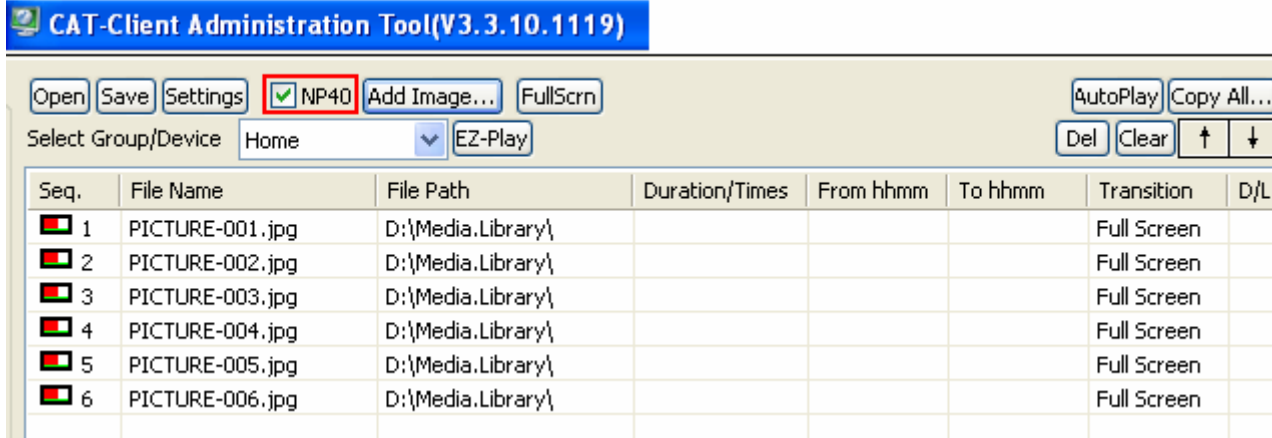 CAT-Client Administration Tool(V3.3.10.1119)
Open Save Settings NP40 Add Image... FullScrn AutoPlay Copy All...
Select Group/Device Home EZ-Play Del Clear
Seq. File Name File Path Duration/Times From hhmm To hhmm Transition D/L
1 PICTURE-001.jpg D:\Media.Library\ Full Screen
2 PICTURE-002.jpg D:\Media.Library\ Full Screen
3 PICTURE-003.jpg D:\Media.Library\ Full Screen
4 PICTURE-004.jpg D:\Media.Library\ Full Screen
5 PICTURE-005.jpg D:\Media.Library\ Full Screen
6 PICTURE-006.jpg D:\Media.Library\ Full Screen